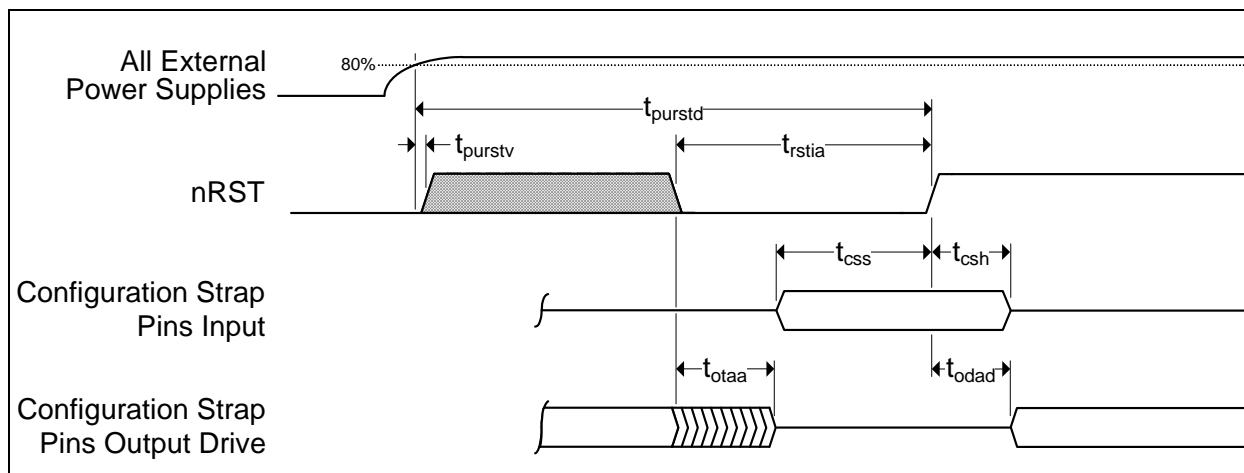 All External
Power Supplies
80%
tpurstd
tpurstv
trstia
nRST
tcss
tcsh
Configuration Strap
Pins Input
totaa
todad
Configuration Strap
Pins Output Drive